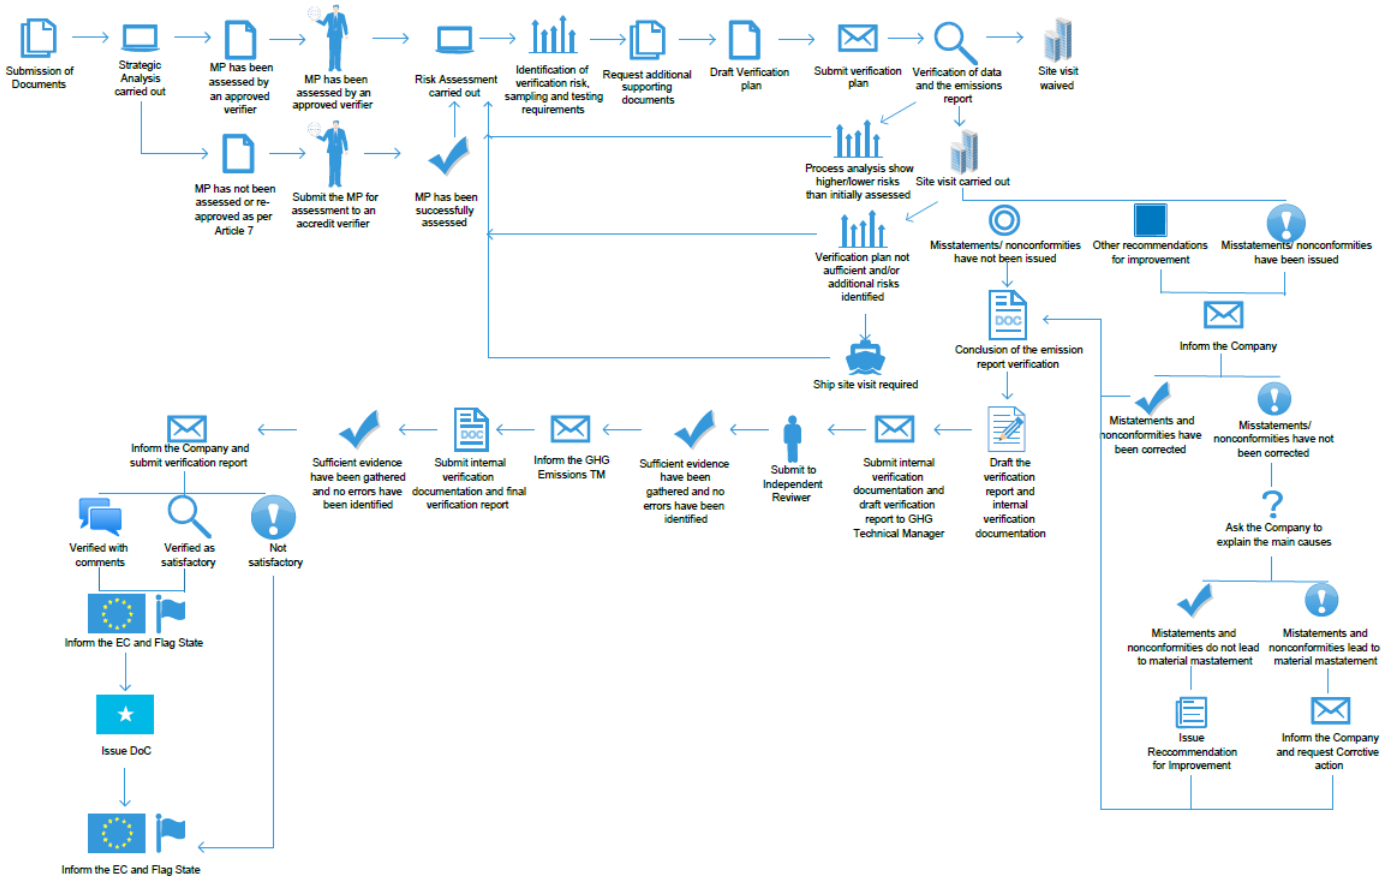 Submission of
Documents
Strategic
Analysis
carried out
MP has been
assessed by
an approved
verifier
MP has been
assessed by an
approved verifier
Risk Assessment
carried out
Identification of
verification risk,
sampling and testing
requirements
Request additional
supporting
documents
Draft Verification
plan
Submit verification
plan
Verification of data
and the emissions
report
Site visit
waived
MP has not been
assessed or re-
approved as per
Article 7
Submit the MP for
assessment to an
accredit verifier
MP has been
successfully
assessed
Process analysis show
higher/lower risks
than initially assessed
Site visit carried out
Verification plan not
aufficient and/or
additional risks
identified
Misstatements/ nonconformities
have not been issued
Other recommendations
for improvement
Misstatements/ nonconformities
have been issued
DOC
Conclusion of the emission
report verification
Inform the Company
Ship site visit required
Mistatements and
nonconformities have
been corrected
Misstatements/
nonconformities have not
been corrected
Inform the Company and
submit verification report
Sufficient evidence
have been gathered
and no errors have
been identified
DOC
Submit internal
verification
documentation and final
verification report
Inform the GHG
Emissions TM
Sufficient evidence
have been
gathered and no
errors have been
identified
Submit to
Independent
Reviwer
Submit internal
verification
documentation and
draft verification
report to GHG
Technical Manager
Draft the
verification
report and
internal
verification
documentation
Ask the Company to
explain the main causes
Verified with
comments
Verified as
satisfactory
Not
satisfactory
Inform the EC and Flag State
Mistatements and
nonconformities do not lead
to material mastatement
Mistatements and
nonconformities lead to
material mastatement
Issue DoC
Issue
Reccommendation
for Improvement
Inform the Company
and request Corrctive
action
Inform the EC and Flag State